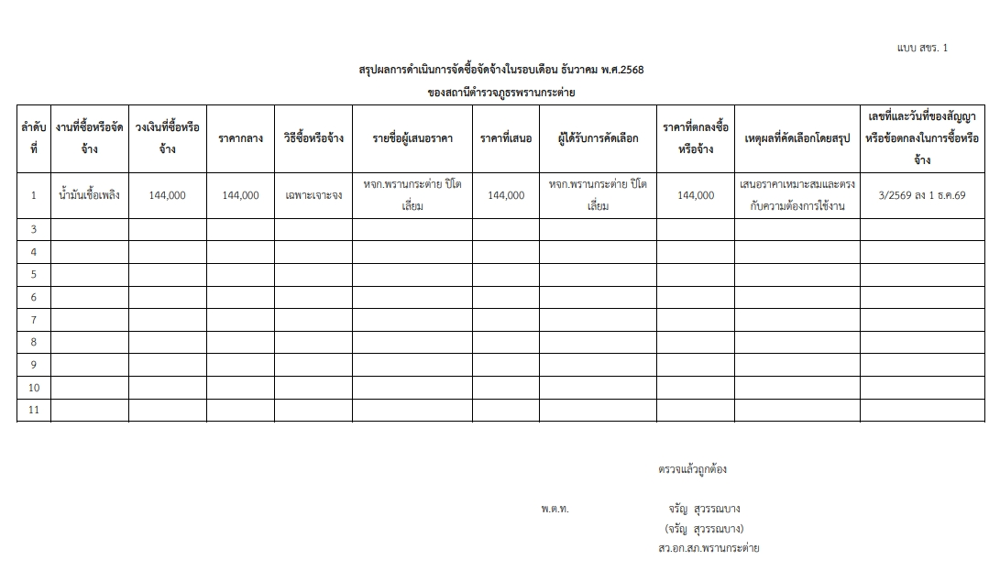 แบบ สขร. 1
สรุปผลการดำเนินการจัดซื้อจัดจ้างในรอบเดือน ธันวาคม พ.ศ.2568
ของสถานีตำรวจภูธรพรานกระต่าย
ลำดับที่ งานที่ซื้อหรือจัดจ้าง วงเงินที่ซื้อหรือจ้าง ราคากลาง วิธีซื้อหรือจ้าง รายชื่อผู้เสนอราคา ราคาที่เสนอ ผู้ได้รับการคัดเลือก ราคาที่ตกลงซื้อหรือจ้าง เหตุผลที่คัดเลือกโดยสรุป เลขที่และวันที่ของสัญญาหรือข้อตกลงในการซื้อหรือจ้าง
1 น้ำมันเชื้อเพลิง 144,000 144,000 เฉพาะเจาะจง หจก.พรานกระต่าย ปิโตเลี่ยม 144,000 หจก.พรานกระต่าย ปิโตเลี่ยม 144,000 เสนอราคาเหมาะสมและตรงกับความต้องการใช้งาน 3/2569 ลง 1 ธ.ค.69
3
4
5
6
7
8
9
10
11
ตรวจแล้วถูกต้อง
พ.ต.ท. จรัญ สุวรรณบาง
(จรัญ สุวรรณบาง)
สว.อก.สภ.พรานกระต่าย